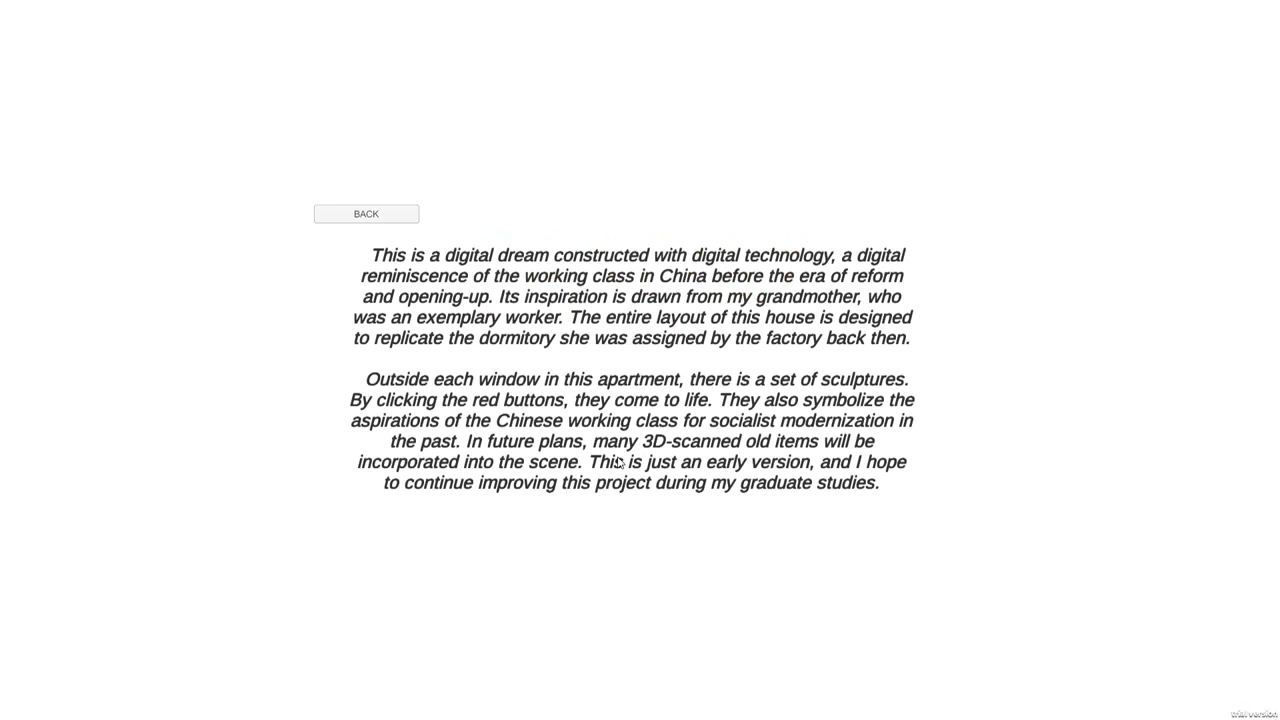 BACK
This is a digital dream constructed with digital technology, a digital
reminiscence of the working class in China before the era of reform
and opening-up. Its inspiration is drawn from my grandmother, who
was an exemplary worker. The entire layout of this house is designed
to replicate the dormitory she was assigned by the factory back then.
Outside each window in this apartment, there is a set of sculptures.
By clicking the red buttons, they come to life. They also symbolize the
aspirations of the Chinese working class for socialist modernization in
the past. In future plans, many 3D-scanned old items will be
incorporated into the scene. This is just an early version, and I hope
to continue improving this project during my graduate studies.
trial version